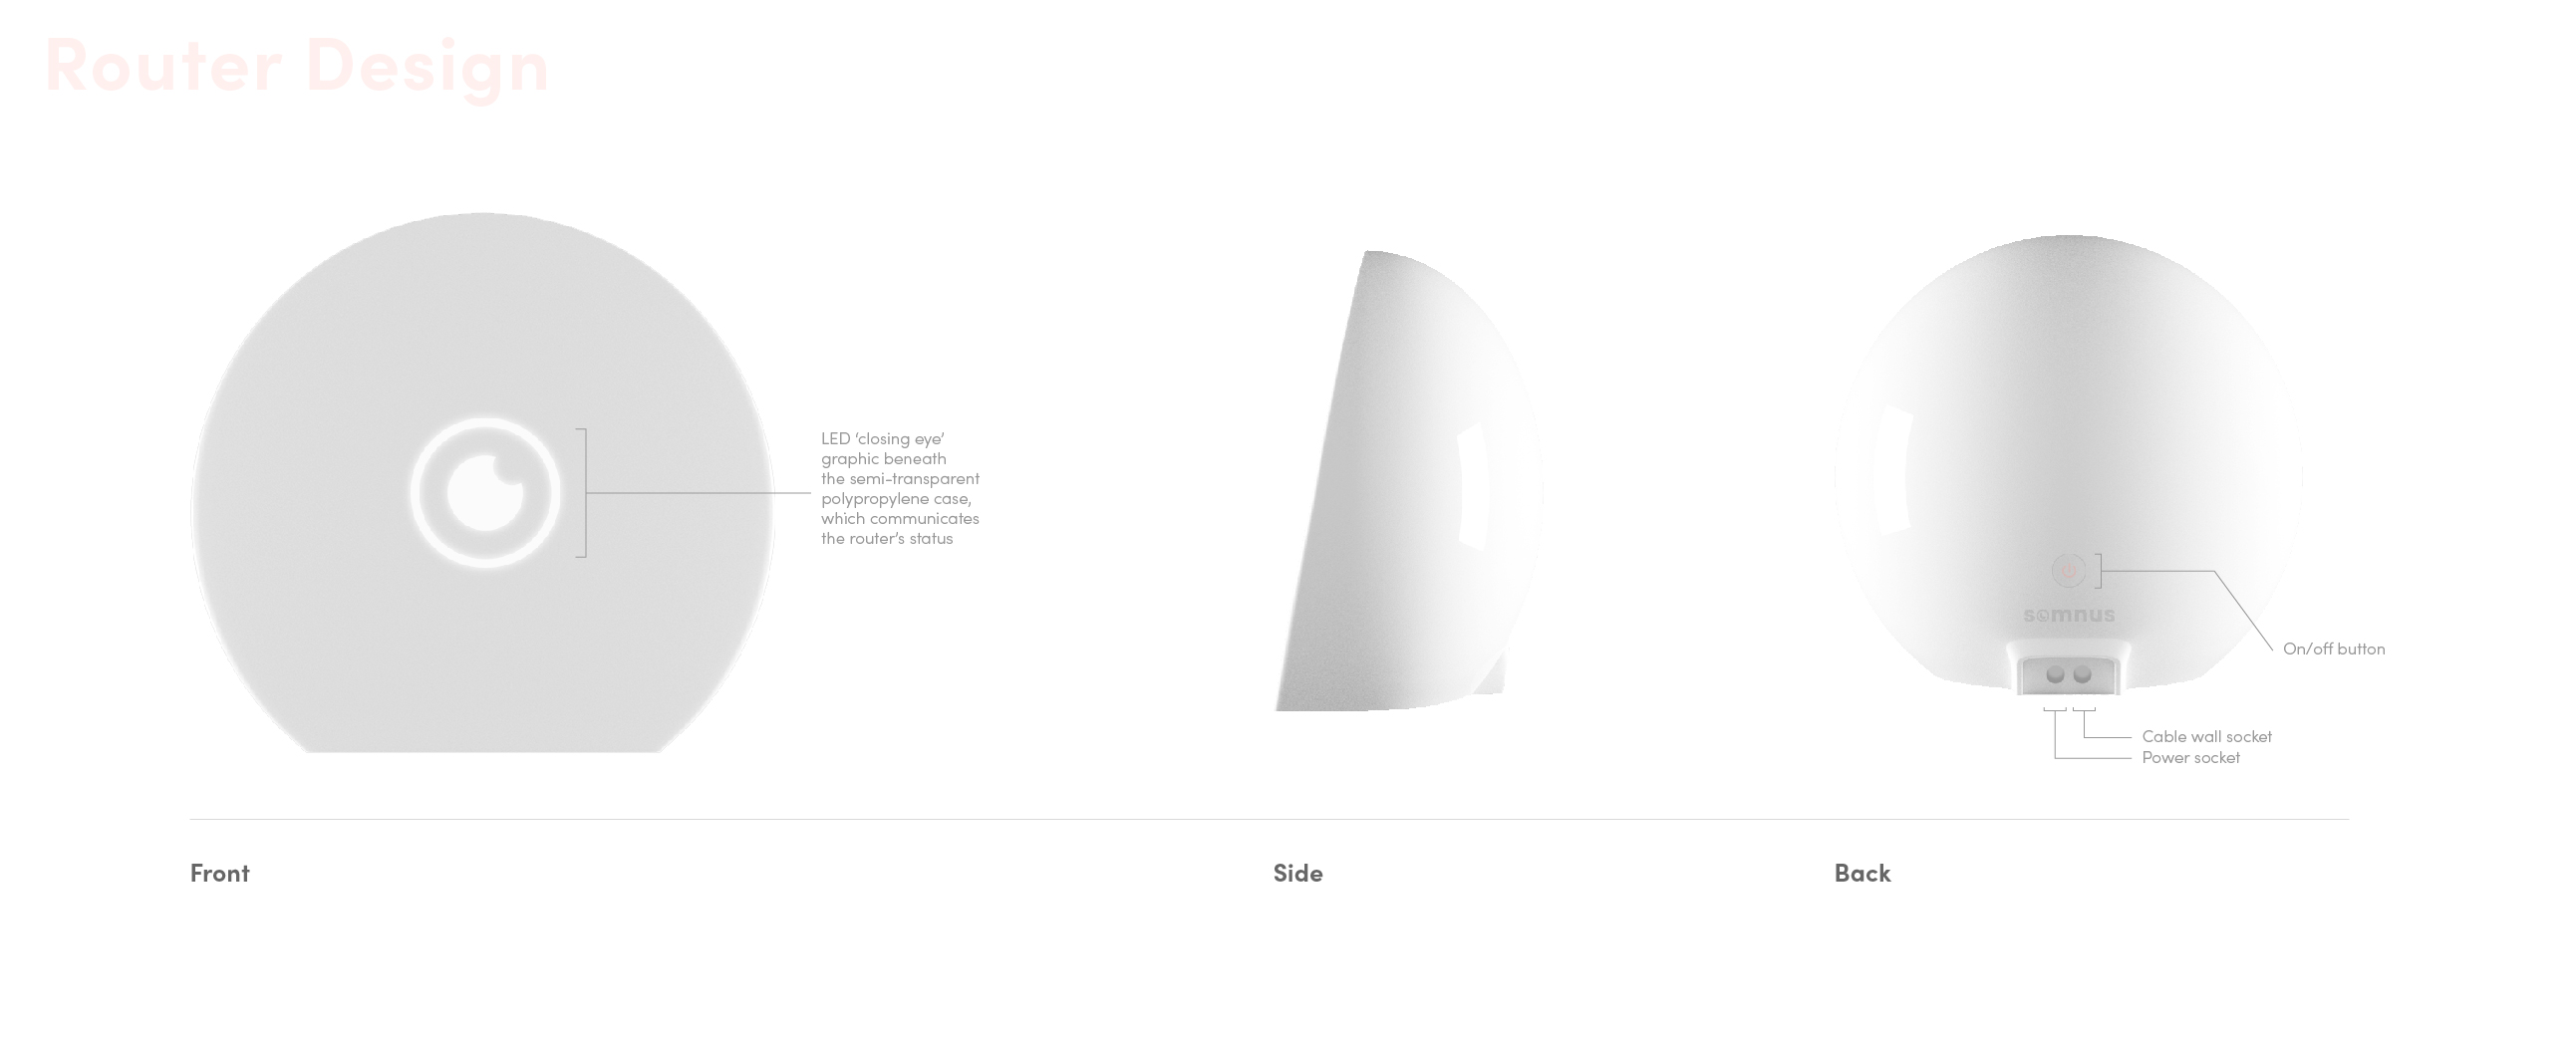 Router Design
LED ‘closing eye’
graphic beneath
the semi-transparent
polypropylene case,
which communicates
the router’s status
somnus
On/off button
Cable wall socket
Power socket
Front
Side
Back